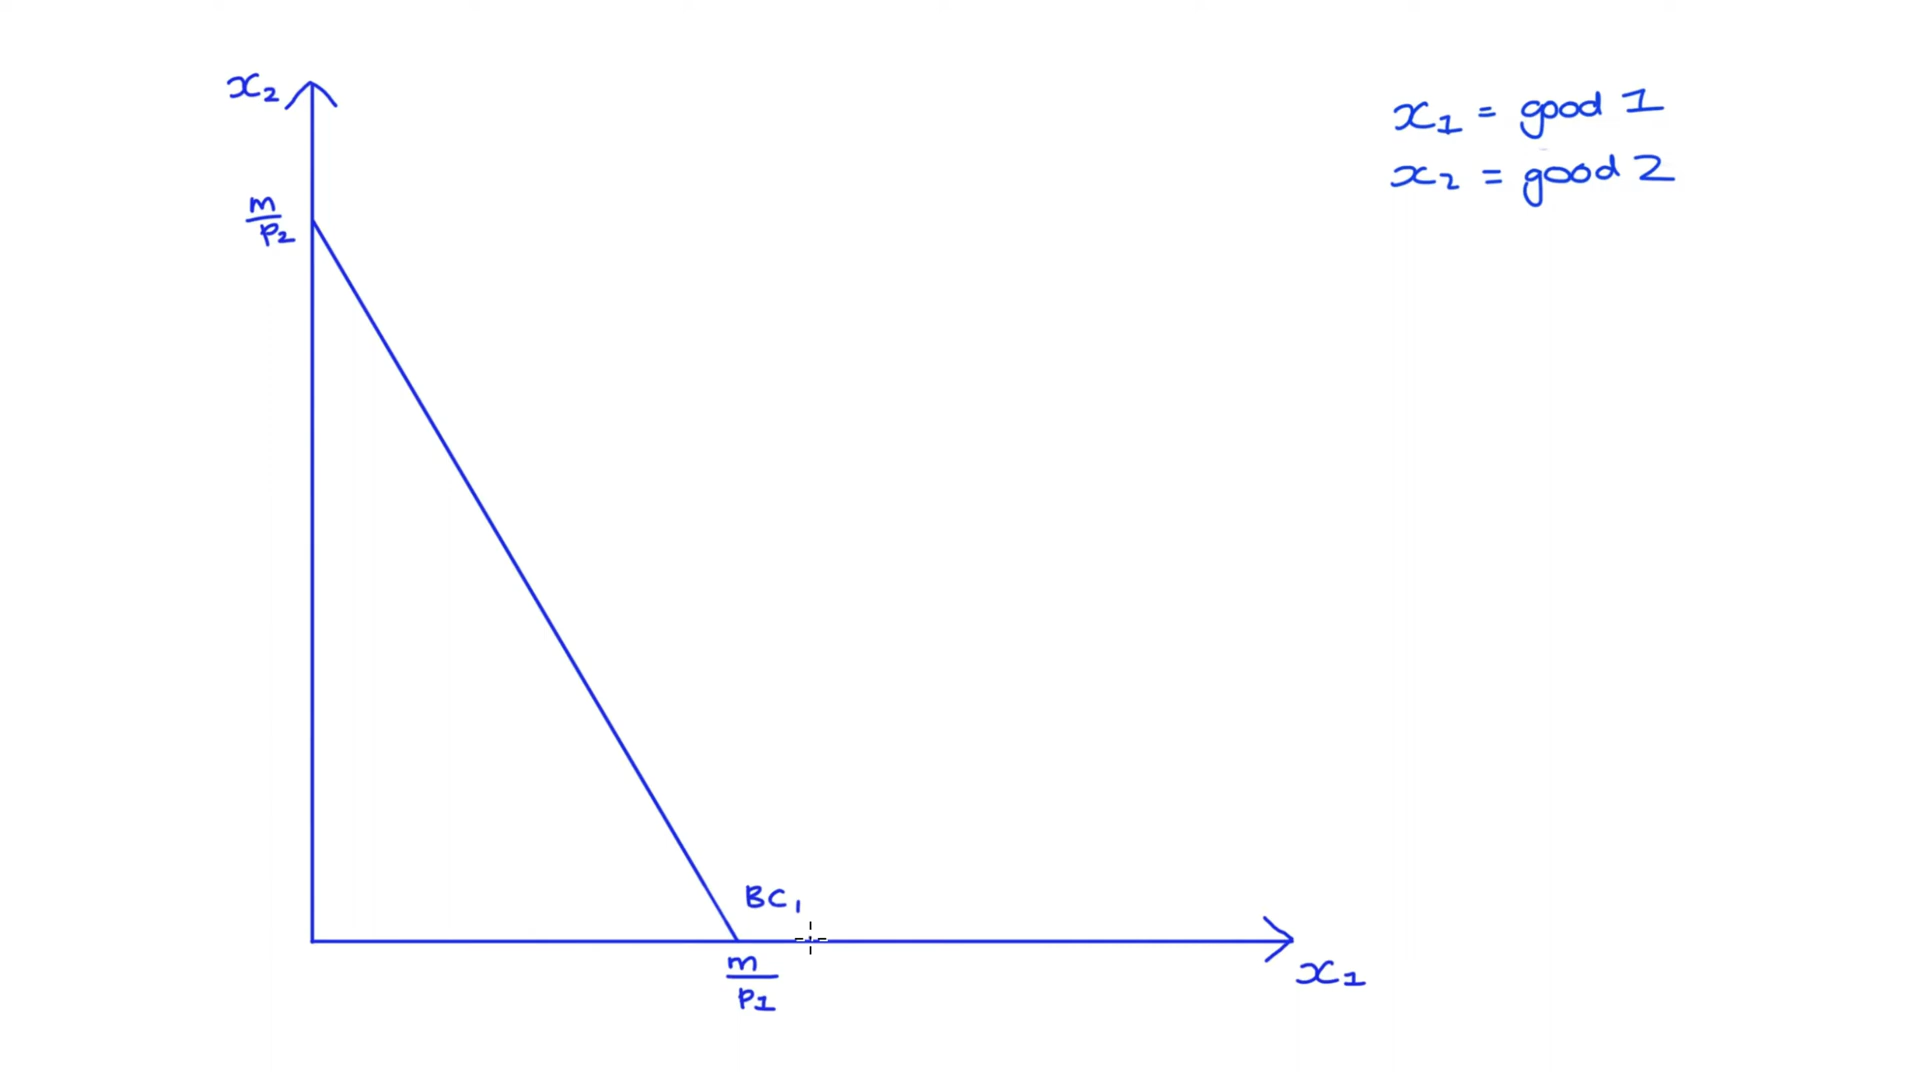 x₂
x₁ = good 1
x₂ = good 2
m
p₂
BC₁
m
p₁
x₁